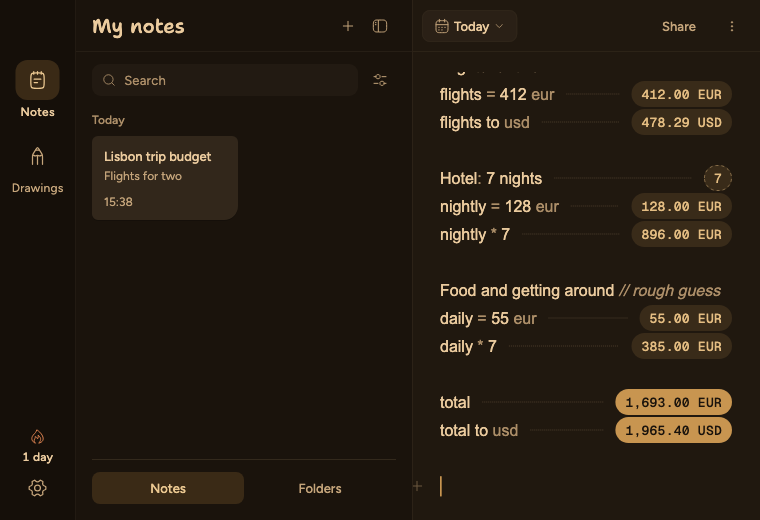 My notes
Search
Today
Lisbon trip budget
Flights for two
15:38
Notes
Drawings
1 day
Notes
Folders
Today
Share
flights = 412 eur 412.00 EUR
flights to usd 478.29 USD
Hotel: 7 nights 7
nightly = 128 eur 128.00 EUR
nightly * 7 896.00 EUR
Food and getting around // rough guess
daily = 55 eur 55.00 EUR
daily * 7 385.00 EUR
total 1,693.00 EUR
total to usd 1,965.40 USD